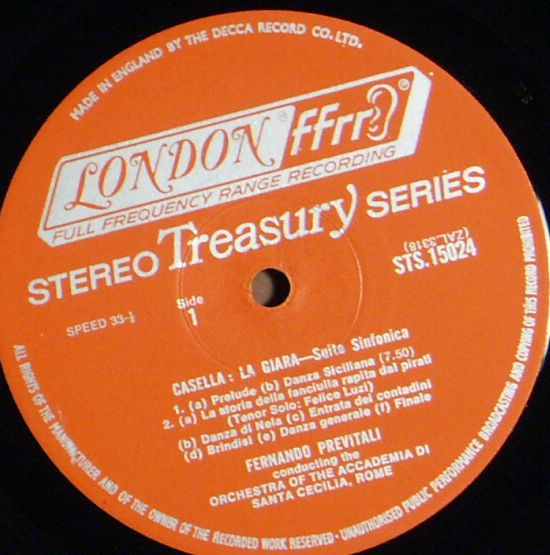 MADE IN ENGLAND BY THE DECCA RECORD CO. LTD.
LONDON ® ffrr ®
FULL FREQUENCY RANGE RECORDING
STEREO Treasury SERIES
SPEED 33⅓
Side
1
(ZAL.3318)
STS.15024
CASELLA: LA GIARA—Suite Sinfonica
1. (a) Prelude (b) Danza Siciliana (7.50)
2. (a) La storia della fanciulla rapita dai pirali
(Tenor Solo: Felice Luzi)
(b) Danza di Nela (c) Entrata dei contadini
(d) Brindisi (e) Danza generale (f) Finale
FERNANDO PREVITALI
conducting the
ORCHESTRA OF THE ACCADEMIA DI
SANTA CECILIA, ROME
ALL RIGHTS OF THE MANUFACTURER AND OF THE OWNER OF THE RECORDED WORK RESERVED · UNAUTHORISED PUBLIC PERFORMANCE BROADCASTING AND COPYING OF THIS RECORD PROHIBITED